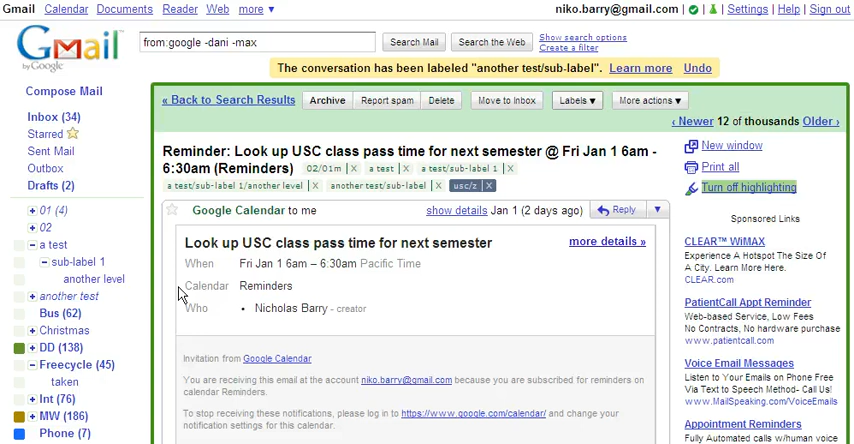 Gmail Calendar Documents Reader Web more ▼
niko.barry@gmail.com | Settings | Help | Sign out
Gmail™
by Google
from:google -dani -max
Search Mail
Search the Web
Show search options
Create a filter
The conversation has been labeled "another test/sub-label". Learn more Undo
Compose Mail
Inbox (34)
Starred
Sent Mail
Outbox
Drafts (2)
01 (4)
02
a test
sub-label 1
another level
another test
Bus (62)
Christmas
DD (138)
Freecycle (45)
taken
Int (76)
MW (186)
Phone (7)
« Back to Search Results
Archive
Report spam
Delete
Move to Inbox
Labels ▼
More actions ▼
‹ Newer 12 of thousands Older ›
Reminder: Look up USC class pass time for next semester @ Fri Jan 1 6am -
6:30am (Reminders) 02/01m | X a test | X a test/sub-label 1 | X
a test/sub-label 1/another level | X another test/sub-label | X usc/z | X
Google Calendar to me
show details Jan 1 (2 days ago)
Reply ▼
Look up USC class pass time for next semester
more details »
When Fri Jan 1 6am – 6:30am Pacific Time
Calendar Reminders
Who • Nicholas Barry - creator
Invitation from Google Calendar
You are receiving this email at the account niko.barry@gmail.com because you are subscribed for reminders on
calendar Reminders.
To stop receiving these notifications, please log in to https://www.google.com/calendar/ and change your
notification settings for this calendar.
New window
Print all
Turn off highlighting
Sponsored Links
CLEAR™ WiMAX
Experience A Hotspot The Size Of
A City. Learn More Here.
CLEAR.com
PatientCall Appt Reminder
Web-based Service, Low Fees
No Contracts, No hardware purchase
www.patientcall.com
Voice Email Messages
Listen to Your Emails on Phone Free
Via Text to Speech Method- Call Us!
www.MailSpeaking.com/VoiceEmails
Appointment Reminders
Fully Automated calls w/human voice